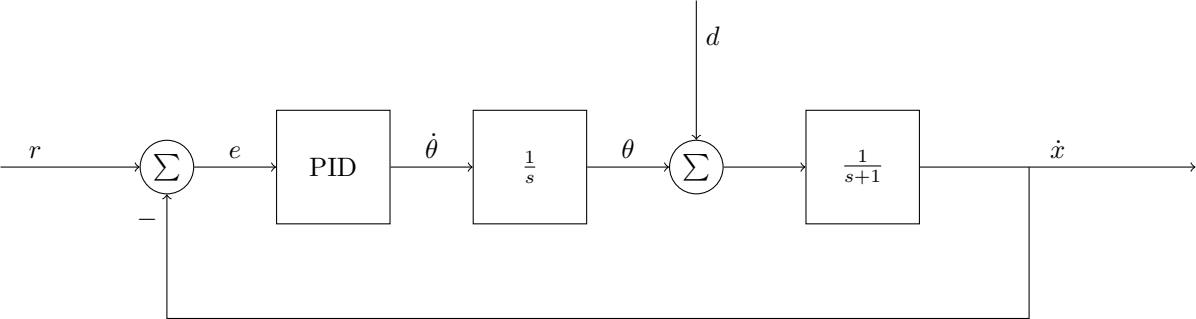 d
r
∑
e
PID
θ̇
1/s
θ
∑
1/(s+1)
ẋ
−